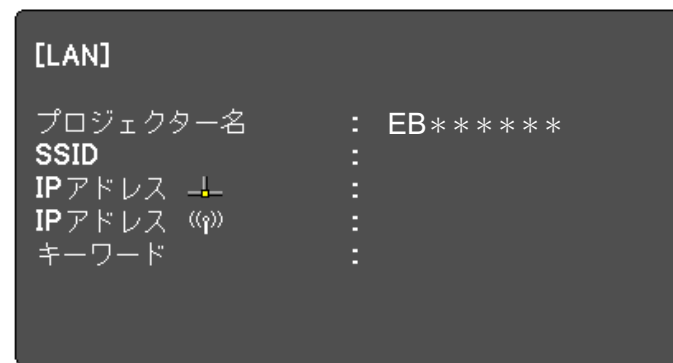 [LAN]
プロジェクター名 : EB＊＊＊＊＊＊
SSID :
IPアドレス :
IPアドレス :
キーワード :